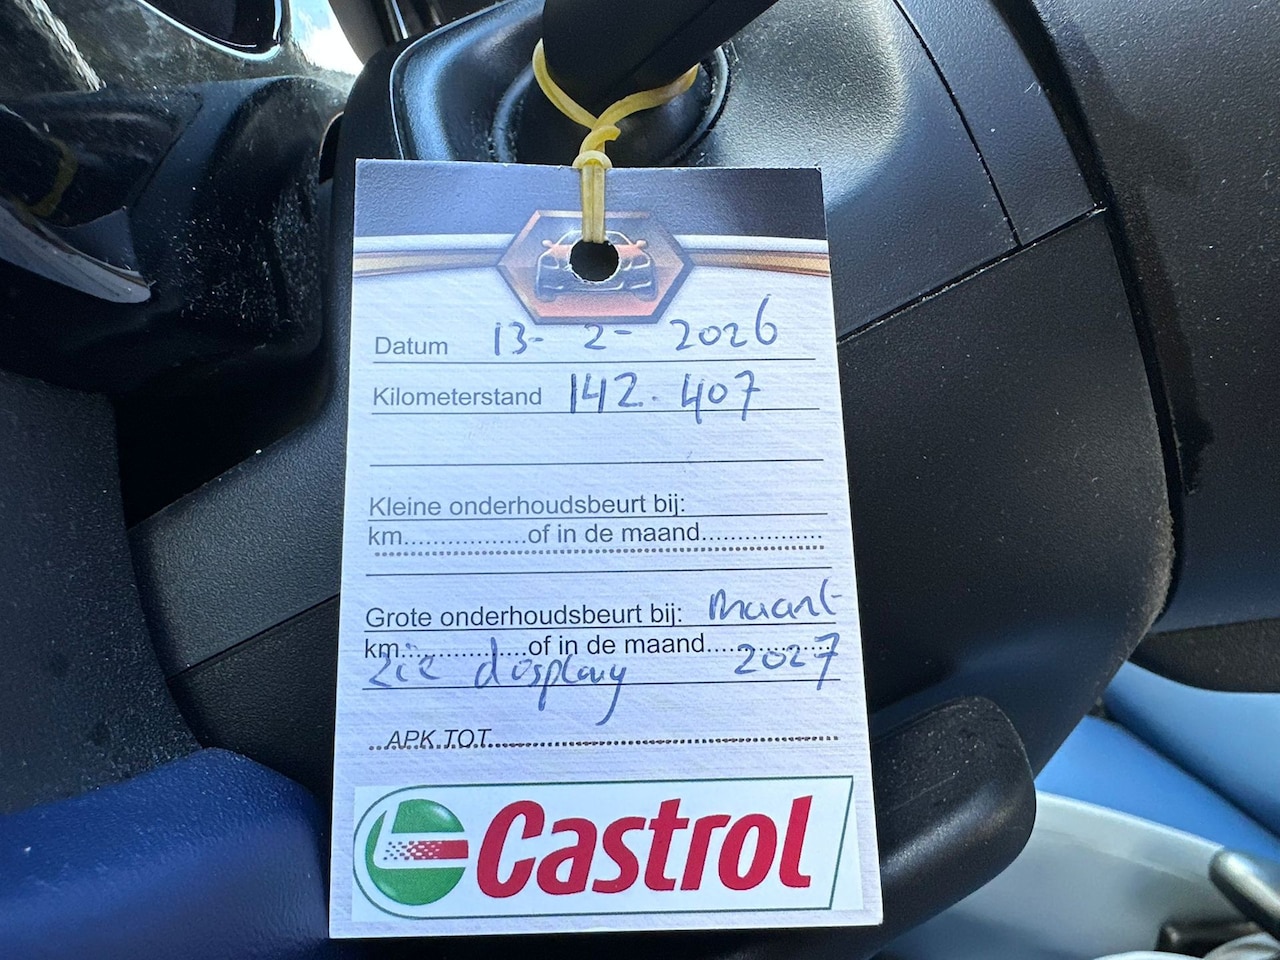 Datum 13-2-2026
Kilometerstand 142.407
Kleine onderhoudsbeurt bij:
km..................of in de maand.................
Grote onderhoudsbeurt bij: maart
km..................of in de maand................. 2027
zie display
APK TOT
Castrol